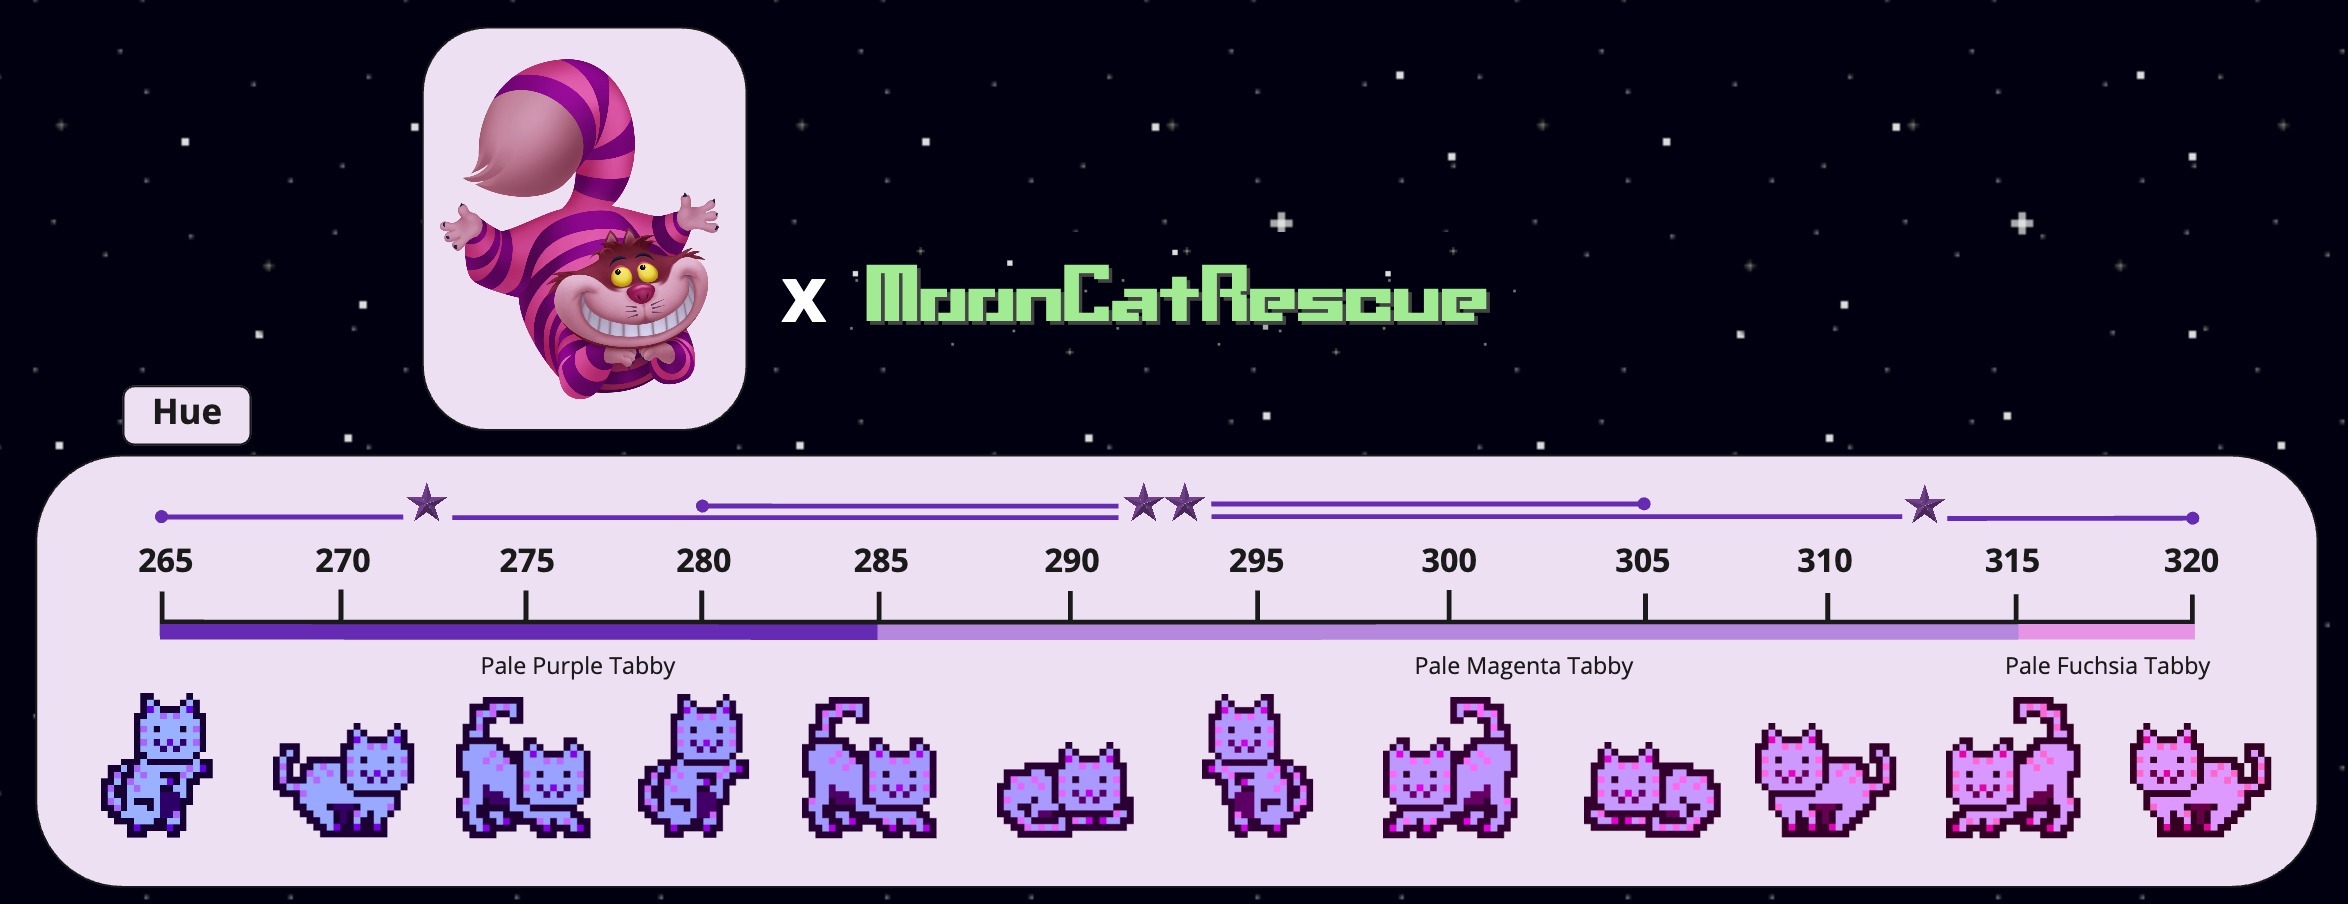 x MoonCatRescue
Hue
265 270 275 280 285 290 295 300 305 310 315 320
Pale Purple Tabby Pale Magenta Tabby Pale Fuchsia Tabby